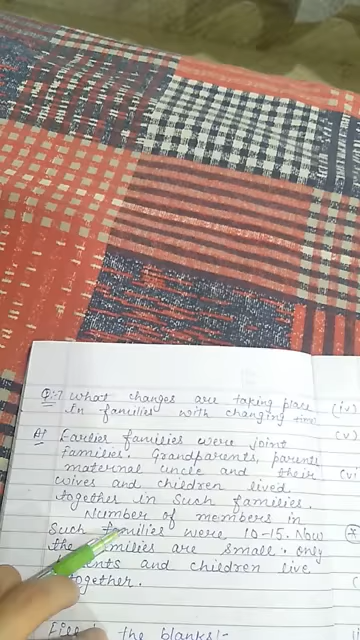 Q:-7 What changes are taking place (iv)
In families with changing time
A) Earlier families were joint (v)
families. Grandparents, parents
maternal uncle and their (vi
wives and children lived
together in such families.
Number of members in
Such families were 10-15. Now
the families are small. only
and children live
together.
the blanks:-